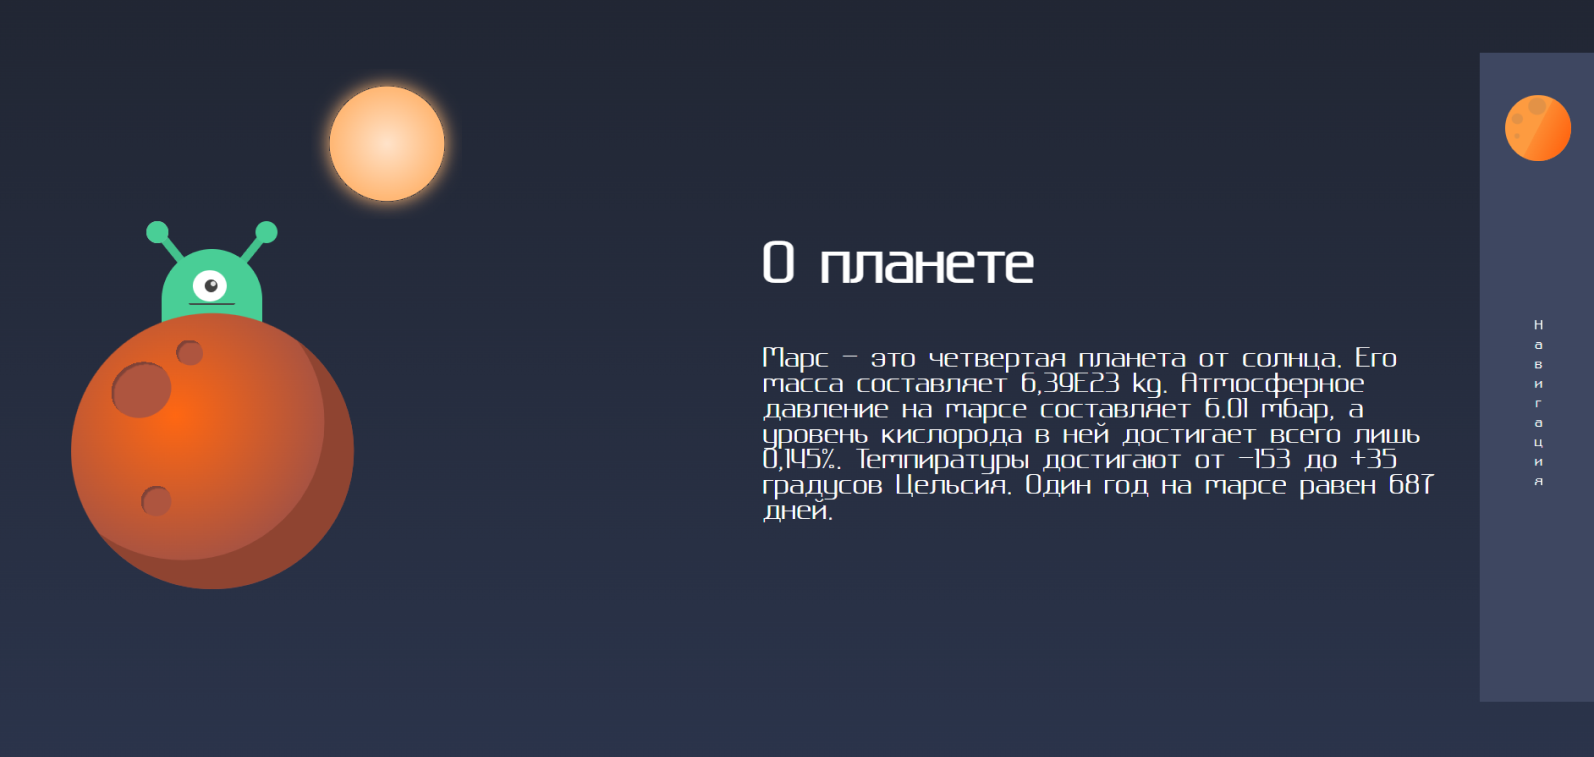 О планете
Марс – это четвертая планета от солнца. Его
масса составляет 6,39E23 kg. Атмосферное
давление на марсе составляет 6.01 мбар, а
уровень кислорода в ней достигает всего лишь
0,145%. Темпиратуры достигают от -153 до +35
градусов Цельсия. Один год на марсе равен 687
дней.
Навигация